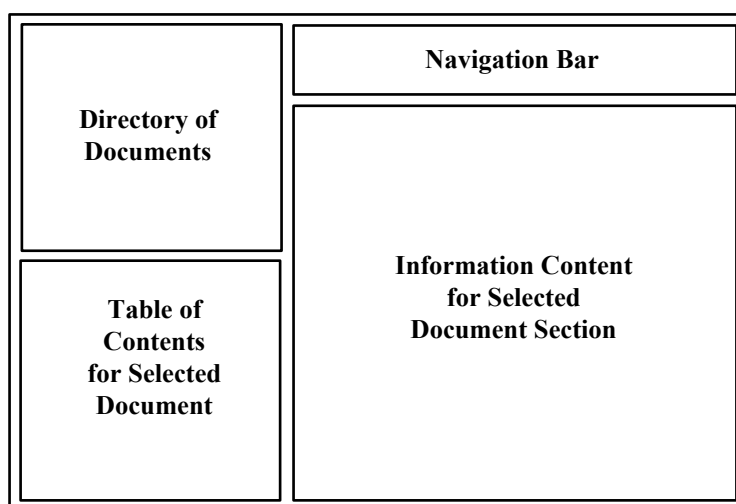 Directory of
Documents
Navigation Bar
Table of
Contents
for Selected
Document
Information Content
for Selected
Document Section